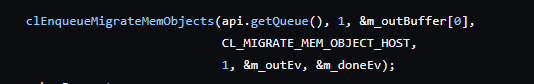 clEnqueueMigrateMemObjects(api.getQueue(), 1, &m_outBuffer[0],
CL_MIGRATE_MEM_OBJECT_HOST,
1, &m_outEv, &m_doneEv);